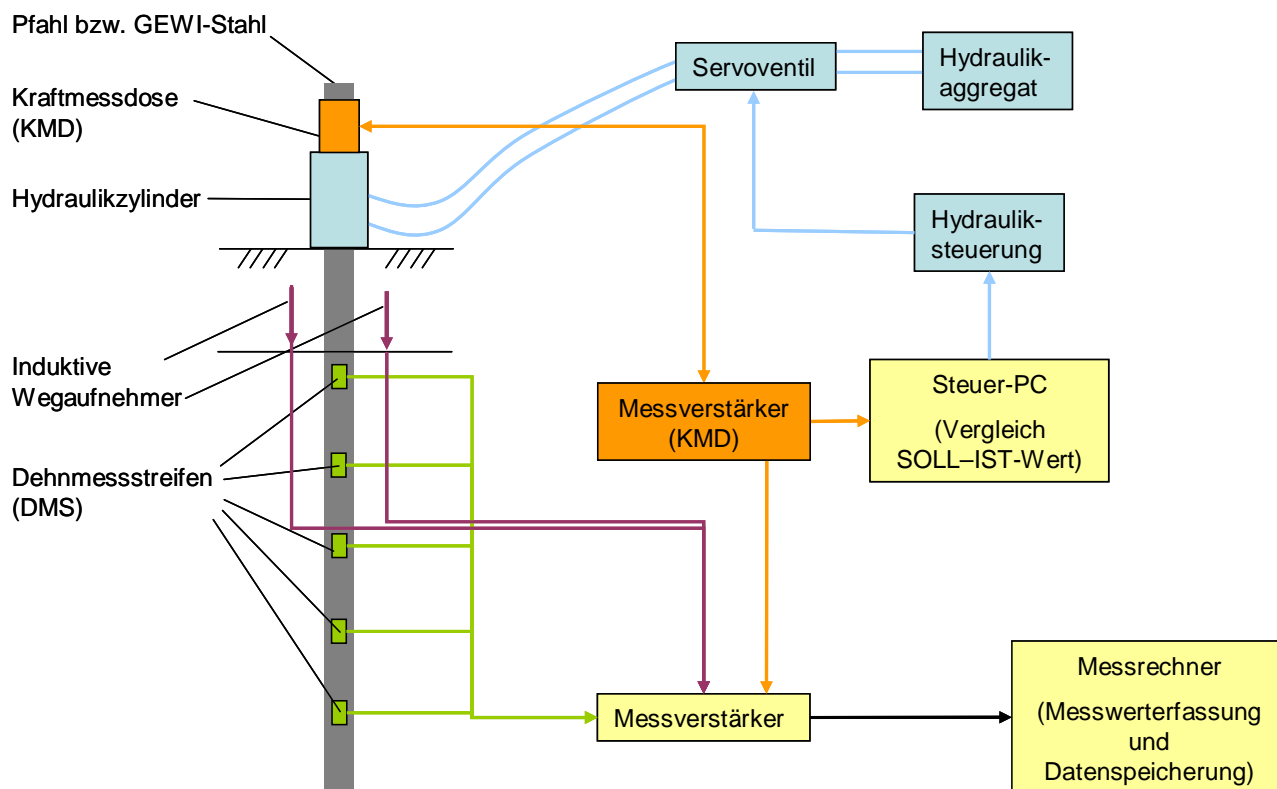 Pfahl bzw. GEWI-Stahl
Kraftmessdose
(KMD)
Hydraulikzylinder
Induktive
Wegaufnehmer
Dehnmessstreifen
(DMS)
Servoventil
Hydraulik-
aggregat
Hydraulik-
steuerung
Messverstärker
(KMD)
Steuer-PC
(Vergleich
SOLL–IST-Wert)
Messverstärker
Messrechner
(Messwerterfassung
und
Datenspeicherung)